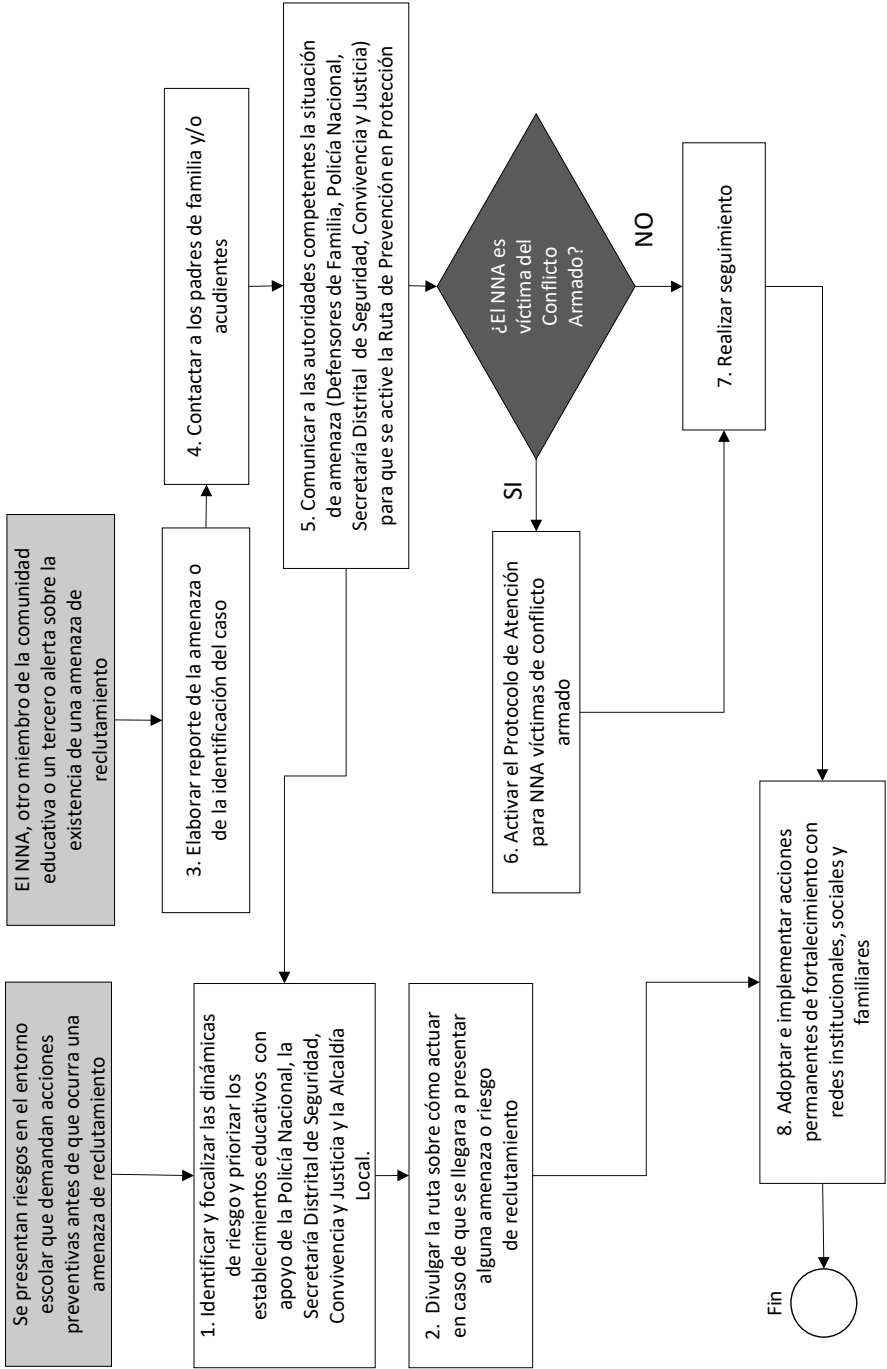 Se presentan riesgos en el entorno
escolar que demandan acciones
preventivas antes de que ocurra una
amenaza de reclutamiento
1. Identificar y focalizar las dinámicas
de riesgo y priorizar los
establecimientos educativos con
apoyo de la Policía Nacional, la
Secretaría Distrital de Seguridad,
Convivencia y Justicia y la Alcaldía
Local.
2. Divulgar la ruta sobre cómo actuar
en caso de que se llegara a presentar
alguna amenaza o riesgo
de reclutamiento
El NNA, otro miembro de la comunidad
educativa o un tercero alerta sobre la
existencia de una amenaza de
reclutamiento
3. Elaborar reporte de la amenaza o
de la identificación del caso
4. Contactar a los padres de familia y/o
acudientes
5. Comunicar a las autoridades competentes la situación
de amenaza (Defensores de Familia, Policía Nacional,
Secretaría Distrital de Seguridad, Convivencia y Justicia)
para que se active la Ruta de Prevención en Protección
¿El NNA es
víctima del
Conflicto
Armado?
SI
NO
6. Activar el Protocolo de Atención
para NNA víctimas de conflicto
armado
7. Realizar seguimiento
8. Adoptar e implementar acciones
permanentes de fortalecimiento con
redes institucionales, sociales y
familiares
Fin